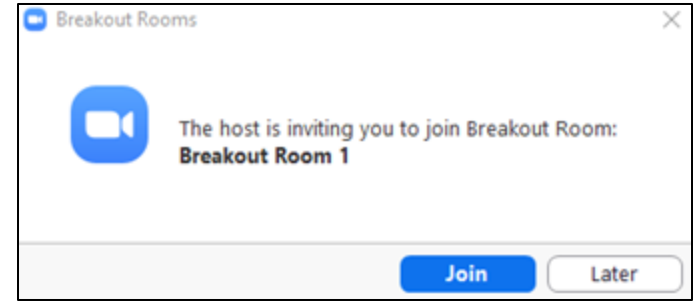 Breakout Rooms
The host is inviting you to join Breakout Room:
Breakout Room 1
Join
Later